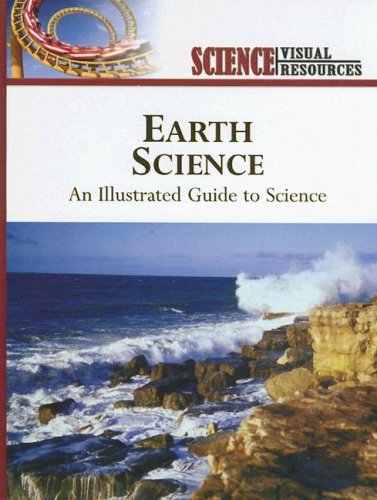 SCIENCE VISUAL RESOURCES
EARTH
SCIENCE
An Illustrated Guide to Science